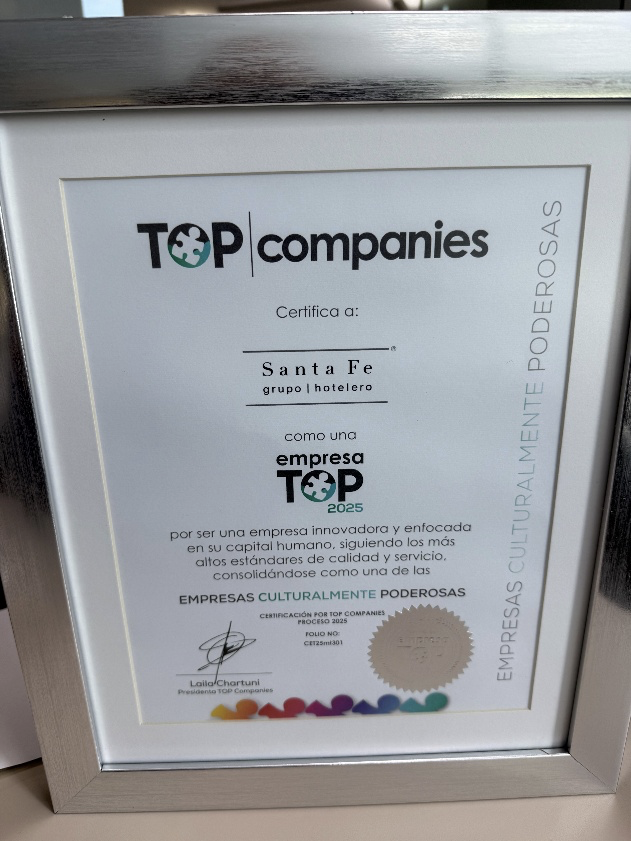 TOP companies
Certifica a:
Santa Fe®
grupo | hotelero
como una
empresa
TOP
2025
por ser una empresa innovadora y enfocada
en su capital humano, siguiendo los más
altos estándares de calidad y servicio,
consolidándose como una de las
EMPRESAS CULTURALMENTE PODEROSAS
CERTIFICACIÓN POR TOP COMPANIES
PROCESO 2025
FOLIO NO:
CET25mi301
Laila Chartuni
Presidenta TOP Companies
EMPRESAS CULTURALMENTE PODEROSAS